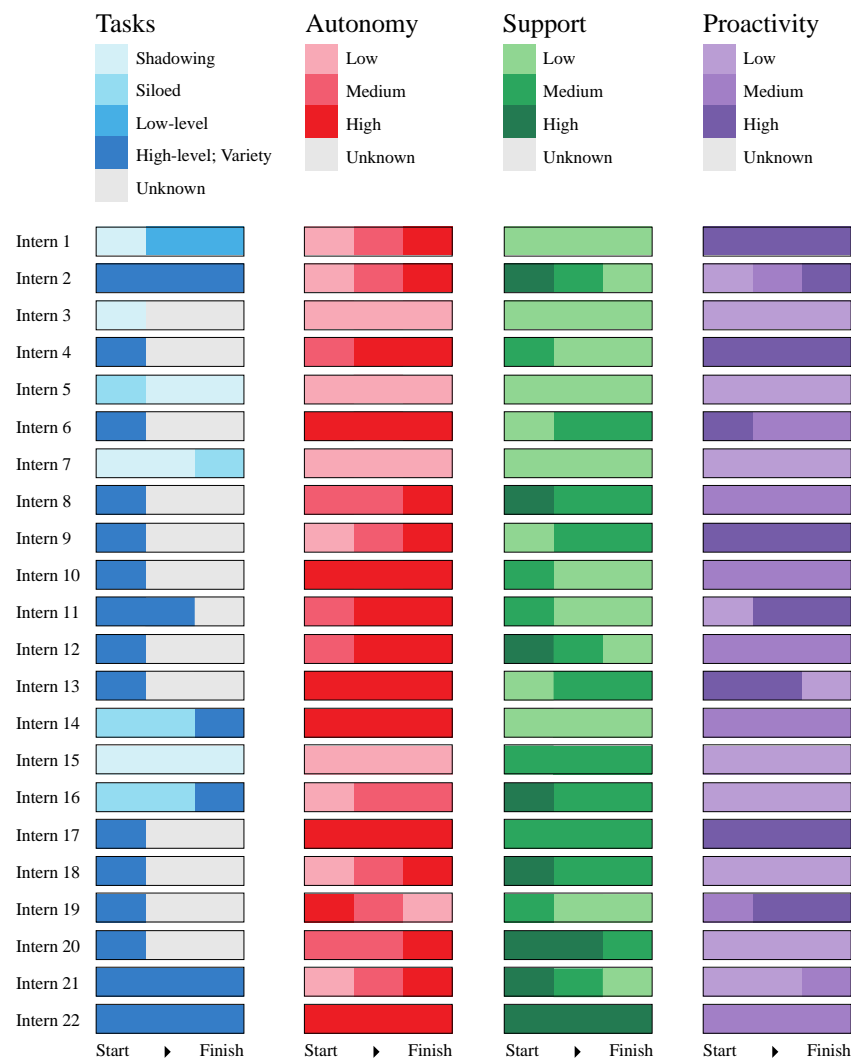 Tasks Autonomy Support Proactivity
Shadowing Low Low Low
Siloed Medium Medium Medium
Low-level High High High
High-level; Variety Unknown Unknown Unknown
Unknown
Intern 1
Intern 2
Intern 3
Intern 4
Intern 5
Intern 6
Intern 7
Intern 8
Intern 9
Intern 10
Intern 11
Intern 12
Intern 13
Intern 14
Intern 15
Intern 16
Intern 17
Intern 18
Intern 19
Intern 20
Intern 21
Intern 22
Start Finish Start Finish Start Finish Start Finish